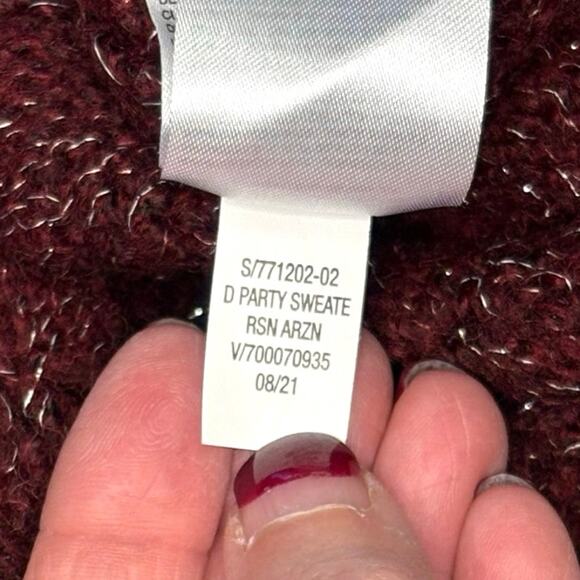 S/771202-02
D PARTY SWEATE
RSN ARZN
V/700070935
08/21